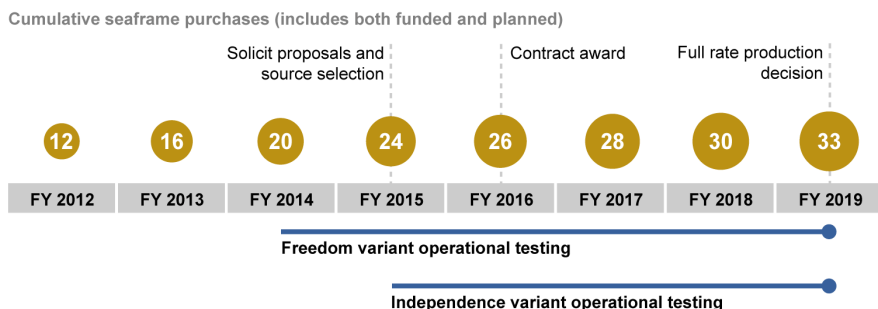 Cumulative seaframe purchases (includes both funded and planned)
Solicit proposals and
source selection
Contract award
Full rate production
decision
12 16 20 24 26 28 30 33
FY 2012 FY 2013 FY 2014 FY 2015 FY 2016 FY 2017 FY 2018 FY 2019
Freedom variant operational testing
Independence variant operational testing